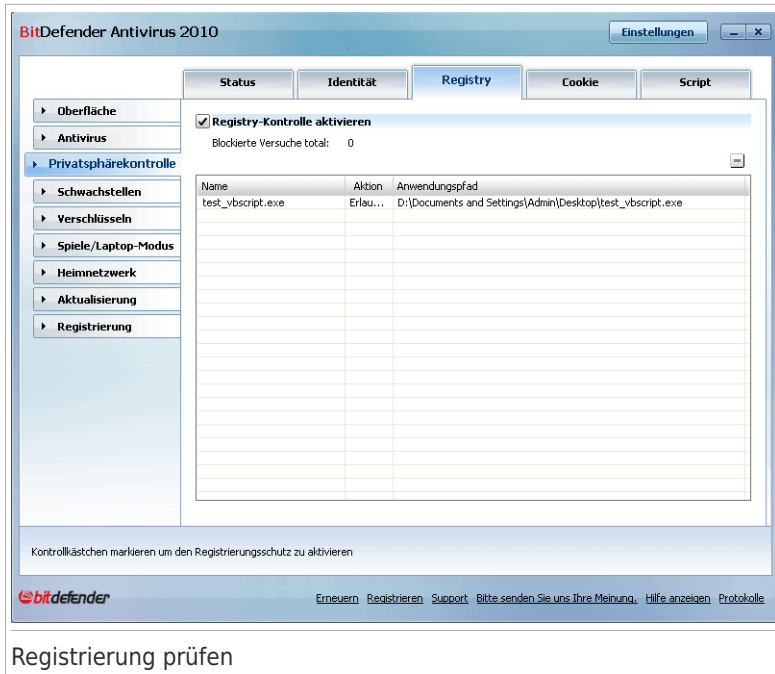 BitDefender Antivirus 2010
Einstellungen
Status Identität Registry Cookie Script
Oberfläche
Antivirus
Privatsphärekontrolle
Schwachstellen
Verschlüsseln
Spiele/Laptop-Modus
Heimnetzwerk
Aktualisierung
Registrierung
Registry-Kontrolle aktivieren
Blockierte Versuche total: 0
Name Aktion Anwendungspfad
test_vbscript.exe Erlau... D:\Documents and Settings\Admin\Desktop\test_vbscript.exe
Kontrollkästchen markieren um den Registrierungsschutz zu aktivieren
bitdefender
Erneuern Registrieren Support Bitte senden Sie uns Ihre Meinung. Hilfe anzeigen Protokolle
Registrierung prüfen